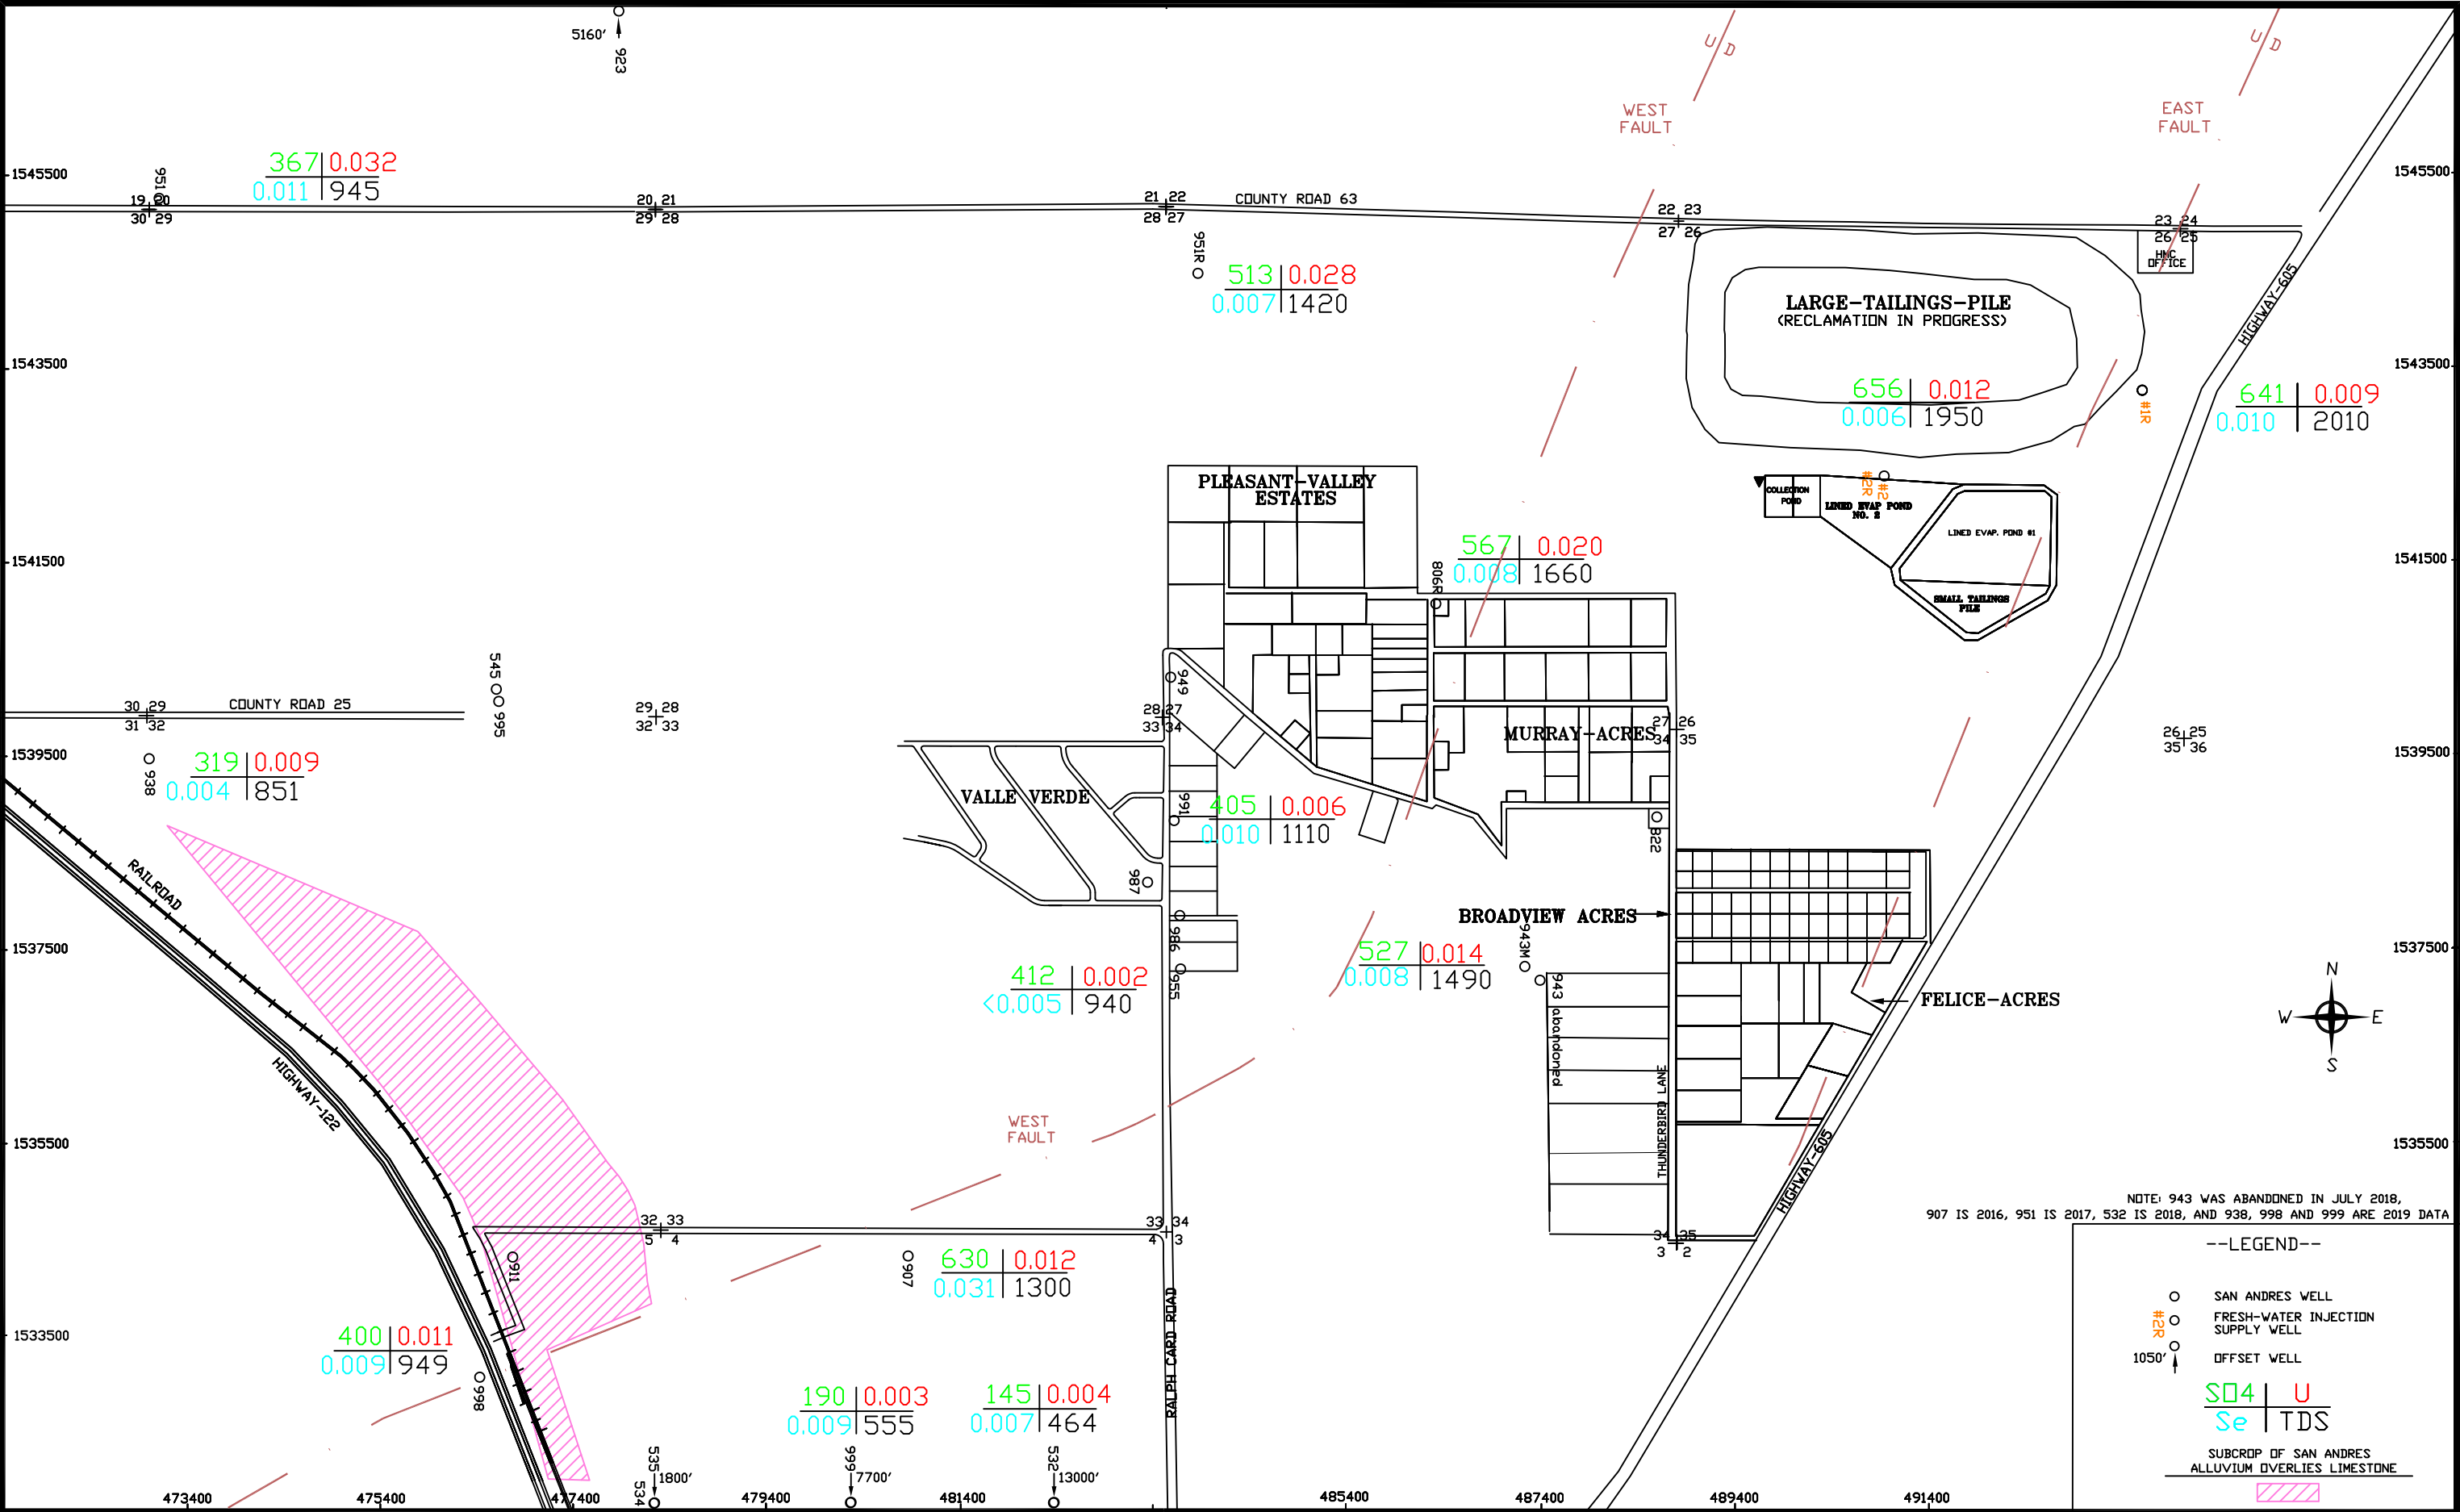 5160'
923
U D
U D
WEST
FAULT
EAST
FAULT
367 0.032
0.011 945
951
1545500
1545500
19 20
30 29
20 21
29 28
21 22
28 27
COUNTY ROAD 63
22 23
27 26
23 24
26 25
HMC
OFFICE
951R
513 0.028
0.007 1420
LARGE-TAILINGS-PILE
(RECLAMATION IN PROGRESS)
HIGHWAY-605
1543500
1543500
656 0.012
0.006 1950
#1R
641 0.009
0.010 2010
PLEASANT-VALLEY
ESTATES
COLLECTION
POND
#2R
#2
LINED EVAP POND
NO. 2
LINED EVAP. POND #1
SMALL TAILINGS
PILE
567 0.020
0.008 1660
806R
1541500
1541500
545
995
949
30 29
31 32
COUNTY ROAD 25
29 28
32 33
28 27
33 34
MURRAY-ACRES
27 26
34 35
26 25
35 36
1539500
1539500
938
319 0.009
0.004 851
VALLE VERDE
991
405 0.006
0.010 1110
822
RAILROAD
987
BROADVIEW ACRES
986
943M
527 0.014
0.008 1490
1537500
1537500
412 0.002
<0.005 940
955
943 abandoned
FELICE-ACRES
N
W E
S
HIGHWAY-122
WEST
FAULT
THUNDERBIRD LANE
HIGHWAY-605
1535500
1535500
NOTE: 943 WAS ABANDONED IN JULY 2018,
907 IS 2016, 951 IS 2017, 532 IS 2018, AND 938, 998 AND 999 ARE 2019 DATA
32 33
5 4
33 34
4 3
34 35
3 2
911
907
630 0.012
0.031 1300
RALPH CARD ROAD
1533500
400 0.011
0.009 949
998
190 0.003
0.009 555
145 0.004
0.007 464
535
1800'
534
999
7700'
532
13000'
--LEGEND--
SAN ANDRES WELL
#2R
FRESH-WATER INJECTION
SUPPLY WELL
1050'
OFFSET WELL
SO4 U
Se TDS
SUBCROP OF SAN ANDRES
ALLUVIUM OVERLIES LIMESTONE
473400
475400
477400
479400
481400
485400
487400
489400
491400